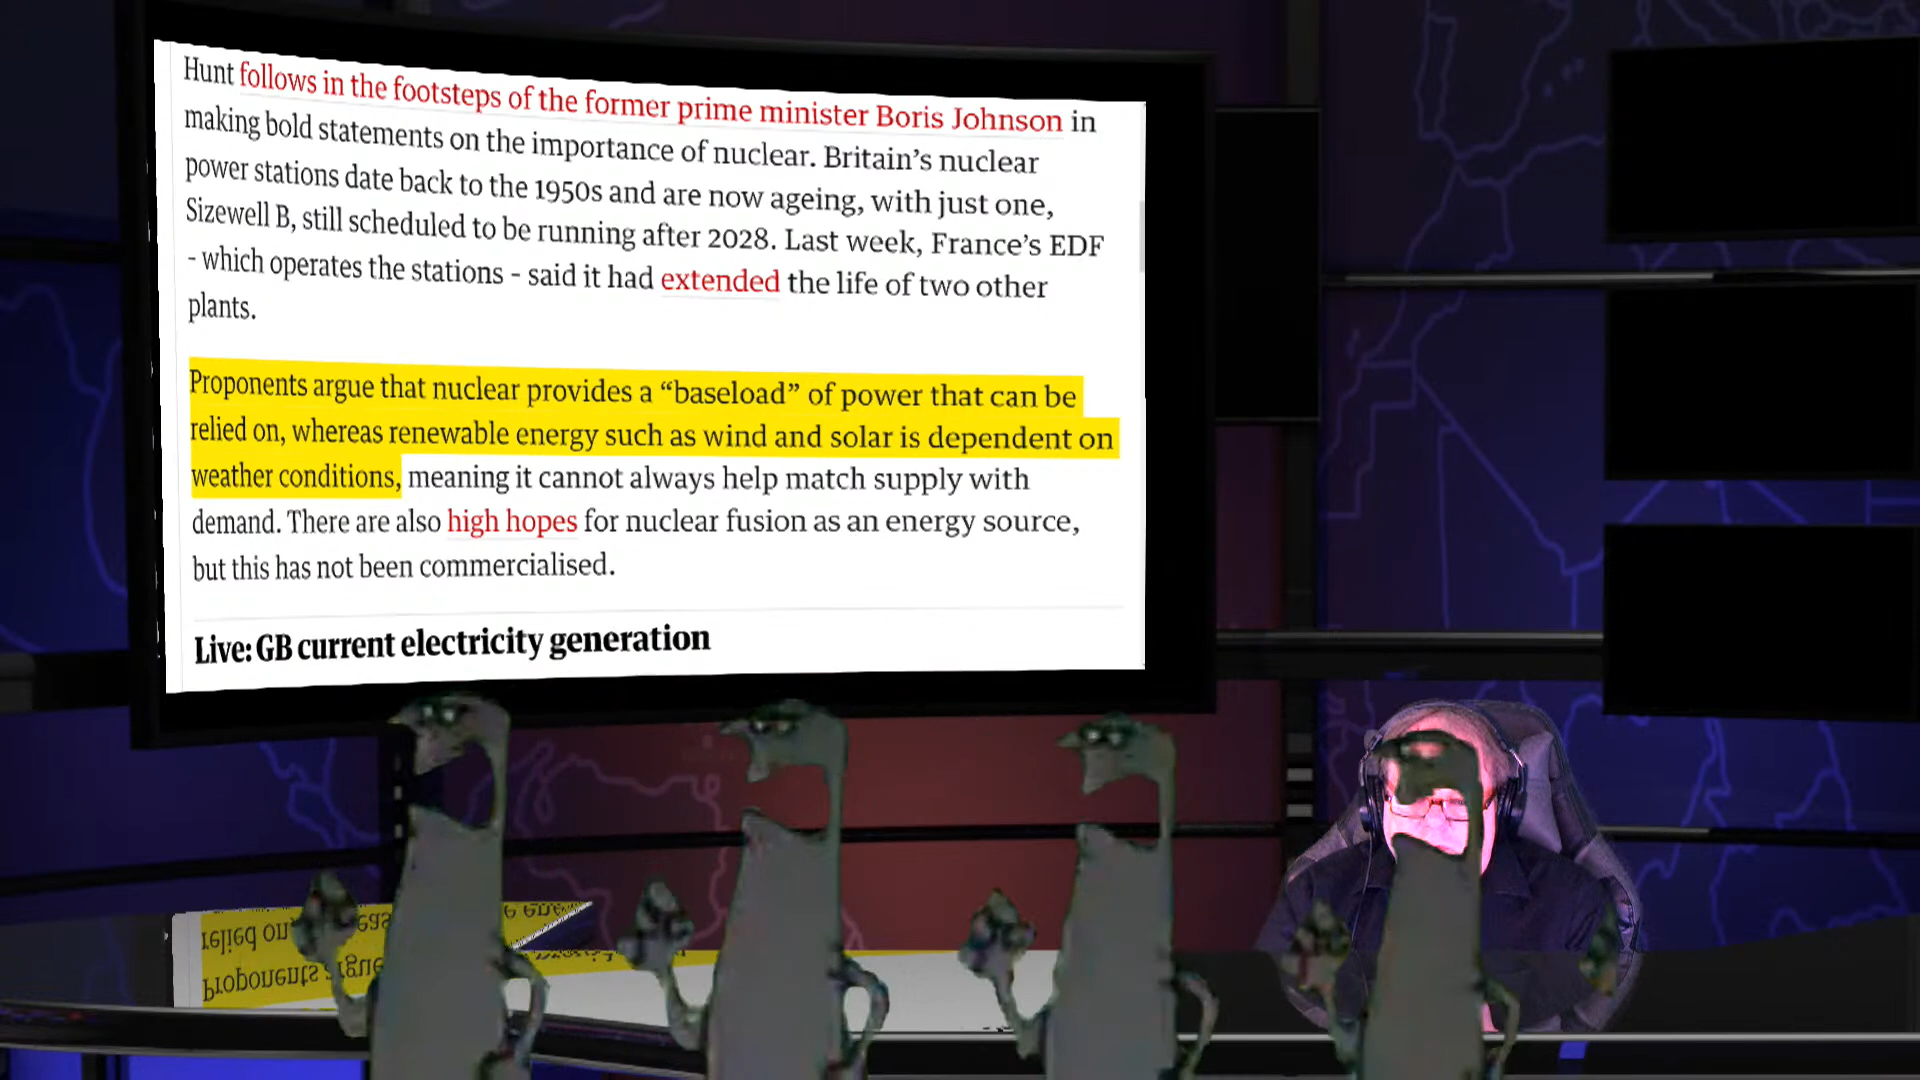 Hunt follows in the footsteps of the former prime minister Boris Johnson in
making bold statements on the importance of nuclear. Britain’s nuclear
power stations date back to the 1950s and are now ageing, with just one,
Sizewell B, still scheduled to be running after 2028. Last week, France’s EDF
- which operates the stations - said it had extended the life of two other
plants.
Proponents argue that nuclear provides a “baseload” of power that can be
relied on, whereas renewable energy such as wind and solar is dependent on
weather conditions, meaning it cannot always help match supply with
demand. There are also high hopes for nuclear fusion as an energy source,
but this has not been commercialised.
Live: GB current electricity generation
relied on
Proponents argue